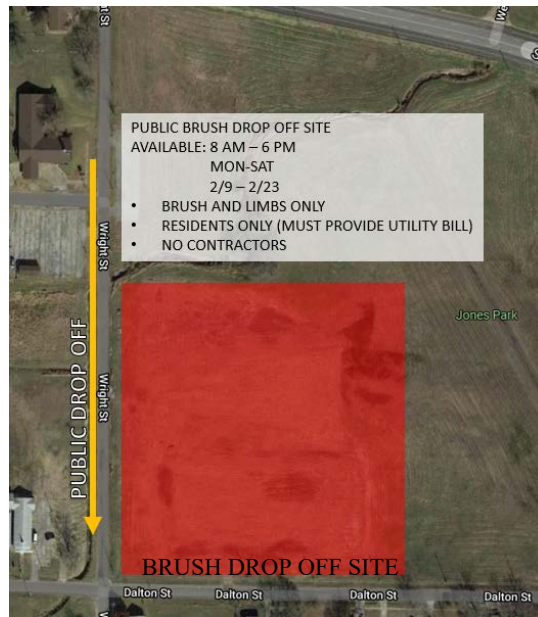 St
We
S
PUBLIC BRUSH DROP OFF SITE
AVAILABLE: 8 AM – 6 PM
MON-SAT
2/9 – 2/23
• BRUSH AND LIMBS ONLY
• RESIDENTS ONLY (MUST PROVIDE UTILITY BILL)
• NO CONTRACTORS
Wright St
Jones Park
PUBLIC DROP OFF
Wright St
BRUSH DROP OFF SITE
Dalton St
Dalton St
Dalton St
Dalton St
W